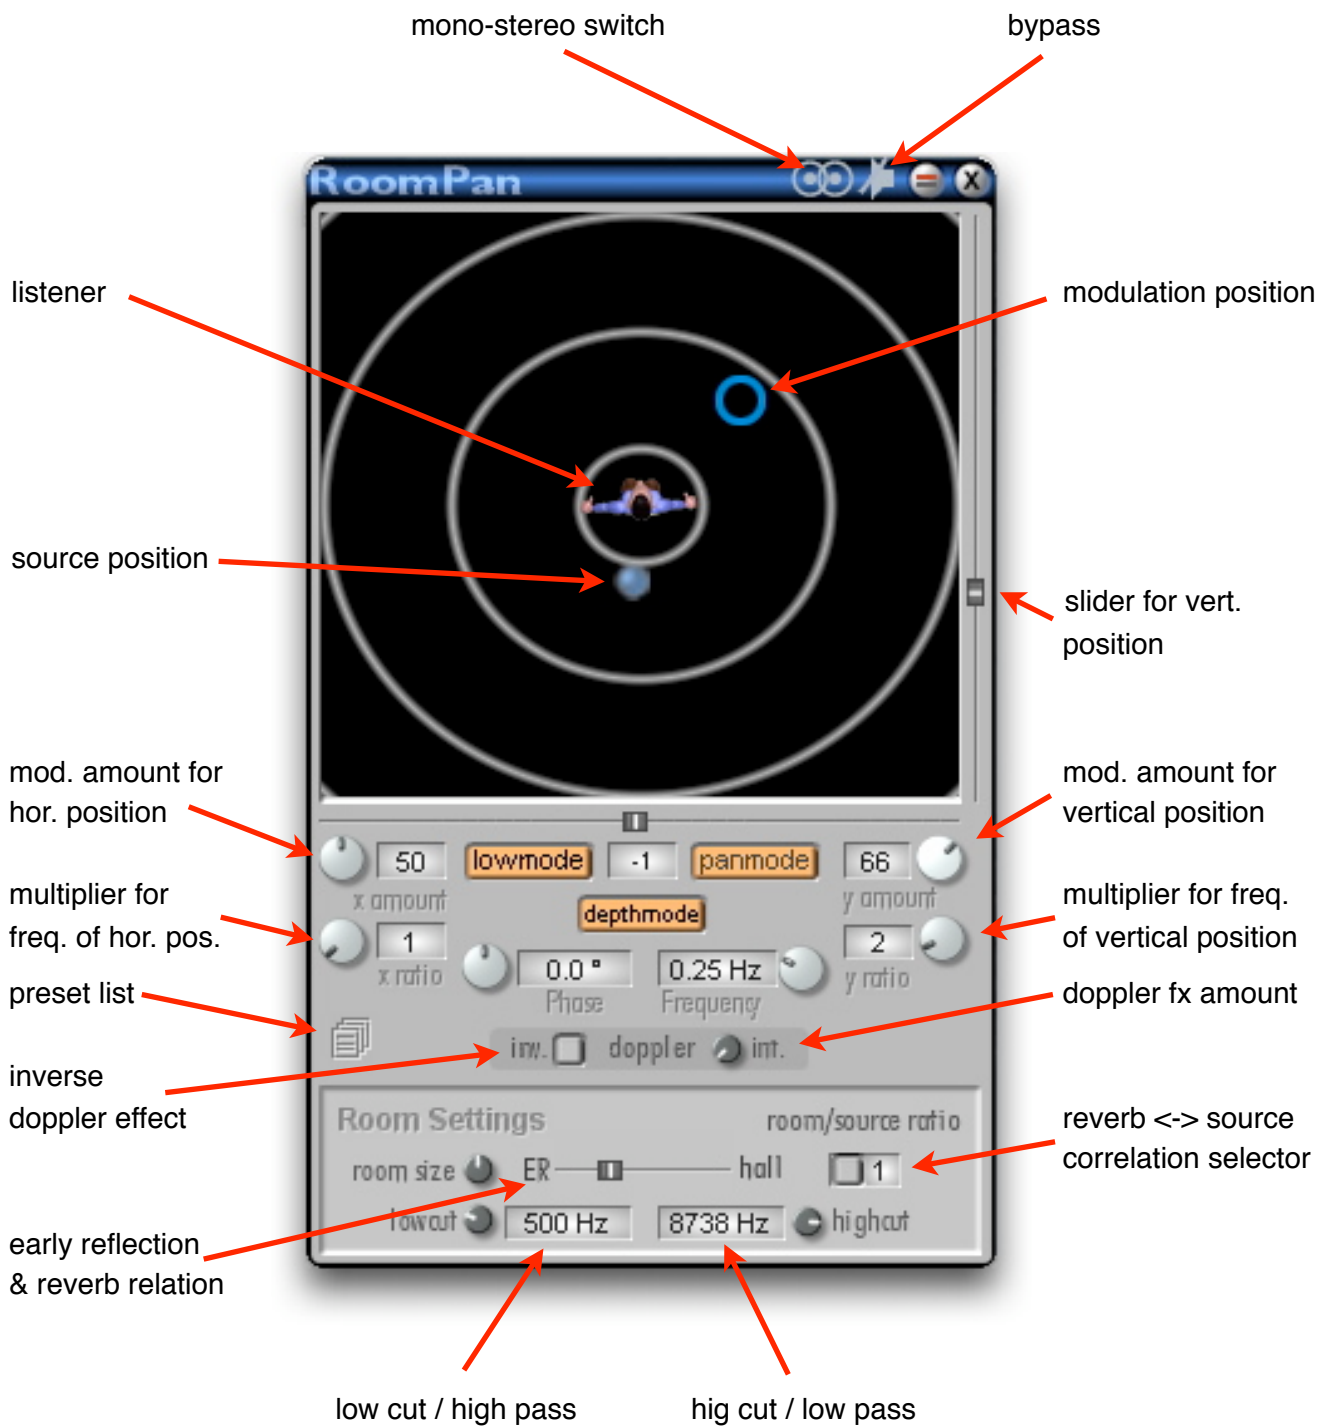 mono-stereo switch
bypass
RoomPan
listener
modulation position
source position
slider for vert.
position
mod. amount for
hor. position
mod. amount for
vertical position
50
lowmode
-1
panmode
66
x amount
y amount
multiplier for
freq. of hor. pos.
multiplier for freq.
of vertical position
depthmode
1
x ratio
2
y ratio
0.0 °
Phase
0.25 Hz
Frequency
preset list
doppler fx amount
inv.
doppler
int.
inverse
doppler effect
Room Settings
room/source ratio
reverb <-> source
correlation selector
room size
ER
hall
1
lowcut
500 Hz
8738 Hz
highcut
early reflection
& reverb relation
low cut / high pass
hig cut / low pass